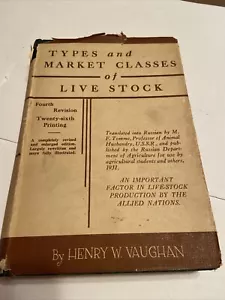 TYPES and
MARKET CLASSES
of
LIVE STOCK
Fourth
Revision
Twenty-sixth
Printing
A completely revised
and enlarged edition.
Largely rewritten and
more fully illustrated.
Translated into Russian by M.
F. Tomme, Professor of Animal
Husbandry, U.S.S.R., and pub-
lished by the Russian Depart-
ment of Agriculture for use by
agricultural students and others,
1931.
AN IMPORTANT
FACTOR IN LIVE-STOCK
PRODUCTION BY THE
ALLIED NATIONS.
By HENRY W. VAUGHAN